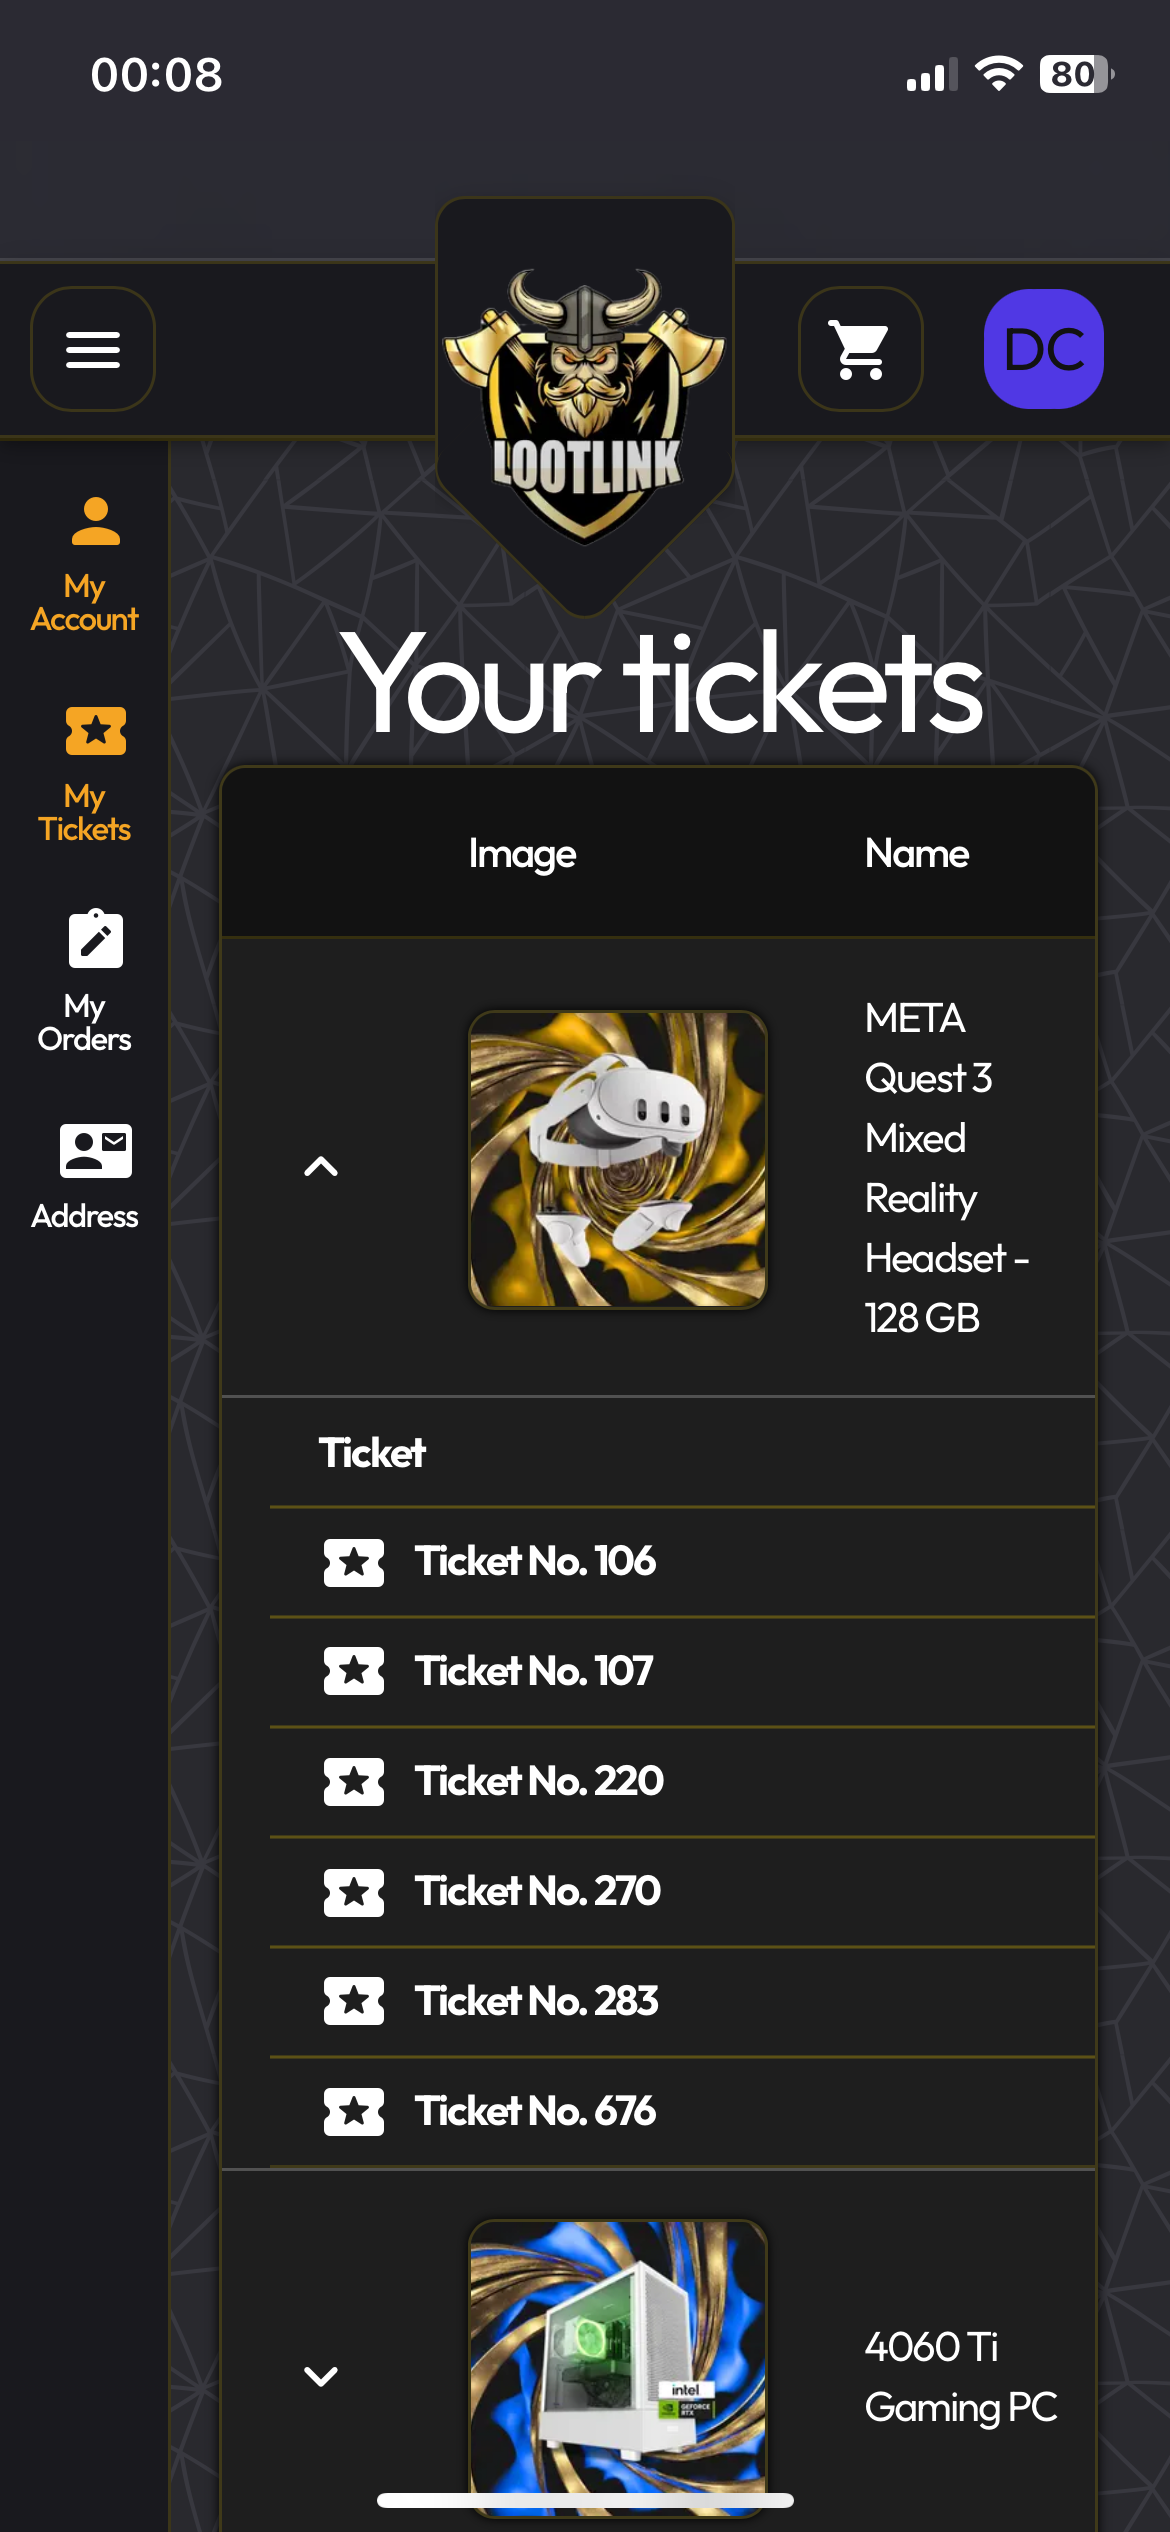 00:08
80
DC
LOOTLINK
My
Account
My
Tickets
My
Orders
Address
Your tickets
Image
Name
META
Quest 3
Mixed
Reality
Headset -
128 GB
Ticket
Ticket No. 106
Ticket No. 107
Ticket No. 220
Ticket No. 270
Ticket No. 283
Ticket No. 676
intel
GEFORCE
RTX
4060 Ti
Gaming PC